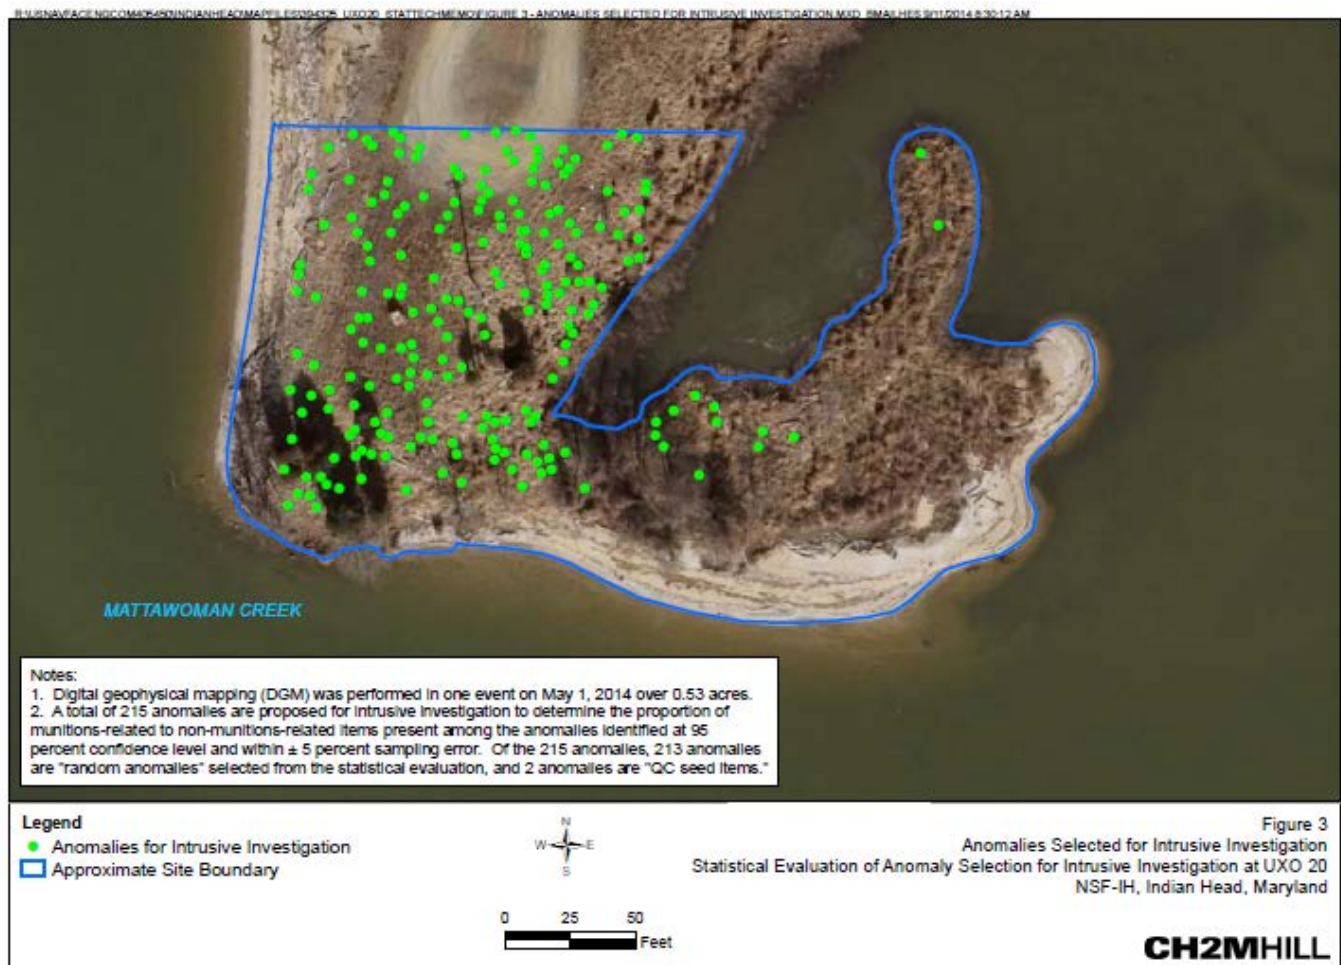 MATTAWOMAN CREEK
Notes:
1. Digital geophysical mapping (DGM) was performed in one event on May 1, 2014 over 0.53 acres.
2. A total of 215 anomalies are proposed for intrusive investigation to determine the proportion of
munitions-related to non-munitions-related items present among the anomalies identified at 95
percent confidence level and within ± 5 percent sampling error. Of the 215 anomalies, 213 anomalies
are "random anomalies" selected from the statistical evaluation, and 2 anomalies are "QC seed items."
Legend
Anomalies for Intrusive Investigation
Approximate Site Boundary
N
W E
S
0 25 50
Feet
Figure 3
Anomalies Selected for Intrusive Investigation
Statistical Evaluation of Anomaly Selection for Intrusive Investigation at UXO 20
NSF-IH, Indian Head, Maryland
CH2MHILL